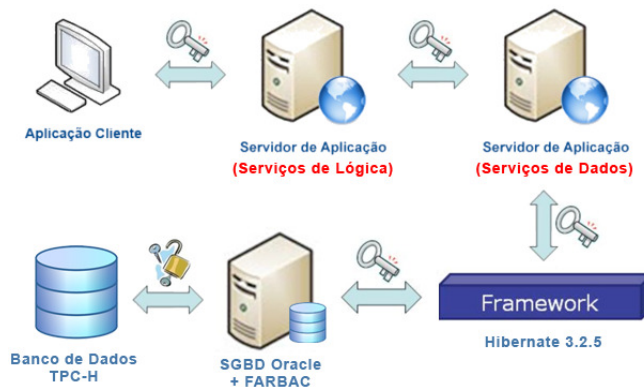 Aplicação Cliente
Servidor de Aplicação
(Serviços de Lógica)
Servidor de Aplicação
(Serviços de Dados)
Banco de Dados
TPC-H
SGBD Oracle
+ FARBAC
Framework
Hibernate 3.2.5